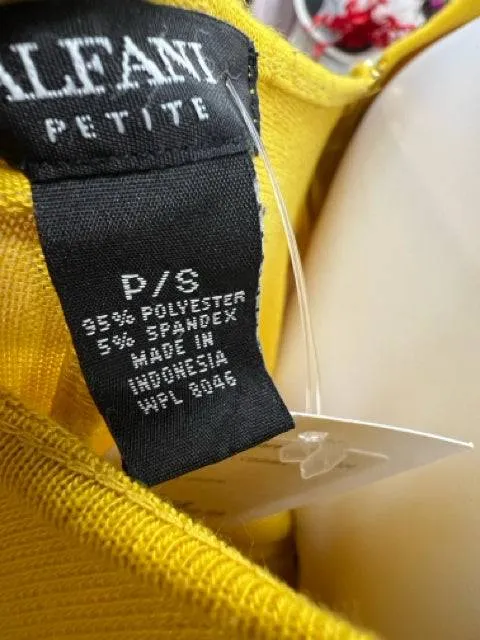 ALFANI
PETITE
P/S
95% POLYESTER
5% SPANDEX
MADE IN
INDONESIA
WPL 8046